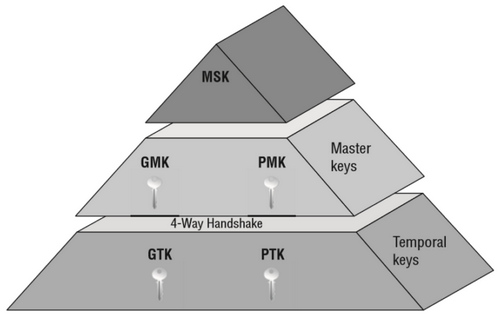 MSK
GMK PMK
Master
keys
4-Way Handshake
GTK PTK
Temporal
keys